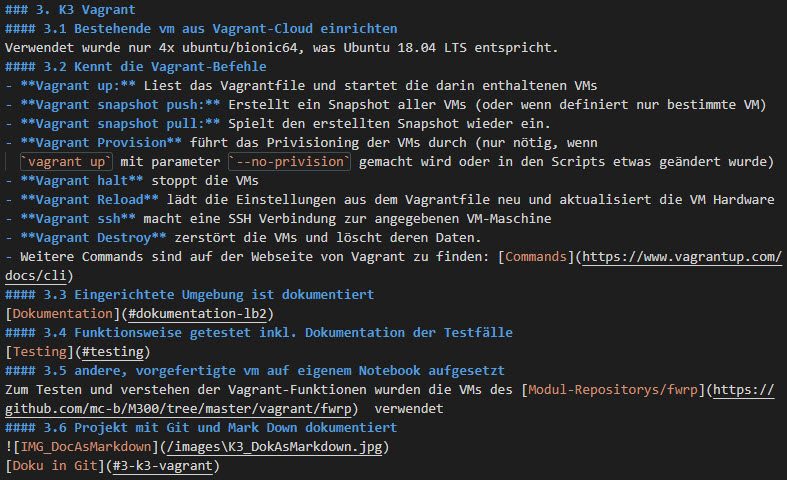 ### 3. K3 Vagrant
#### 3.1 Bestehende vm aus Vagrant-Cloud einrichten
Verwendet wurde nur 4x ubuntu/bionic64, was Ubuntu 18.04 LTS entspricht.
#### 3.2 Kennt die Vagrant-Befehle
- **Vagrant up:** Liest das Vagrantfile und startet die darin enthaltenen VMs
- **Vagrant snapshot push:** Erstellt ein Snapshot aller VMs (oder wenn definiert nur bestimmte VM)
- **Vagrant snapshot pull:** Spielt den erstellten Snapshot wieder ein.
- **Vagrant Provision** führt das Privisioning der VMs durch (nur nötig, wenn
`vagrant up` mit parameter `--no-privision` gemacht wird oder in den Scripts etwas geändert wurde)
- **Vagrant halt** stoppt die VMs
- **Vagrant Reload** lädt die Einstellungen aus dem Vagrantfile neu und aktualisiert die VM Hardware
- **Vagrant ssh** macht eine SSH Verbindung zur angegebenen VM-Maschine
- **Vagrant Destroy** zerstört die VMs und löscht deren Daten.
- Weitere Commands sind auf der Webseite von Vagrant zu finden: [Commands](https://www.vagrantup.com/
docs/cli)
#### 3.3 Eingerichtete Umgebung ist dokumentiert
[Dokumentation](#dokumentation-lb2)
#### 3.4 Funktionsweise getestet inkl. Dokumentation der Testfälle
[Testing](#testing)
#### 3.5 andere, vorgefertigte vm auf eigenem Notebook aufgesetzt
Zum Testen und verstehen der Vagrant-Funktionen wurden die VMs des [Modul-Repositorys/fwrp](https://
github.com/mc-b/M300/tree/master/vagrant/fwrp)  verwendet
#### 3.6 Projekt mit Git und Mark Down dokumentiert
![IMG_DocAsMarkdown](/images\K3_DokAsMarkdown.jpg)
[Doku in Git](#3-k3-vagrant)